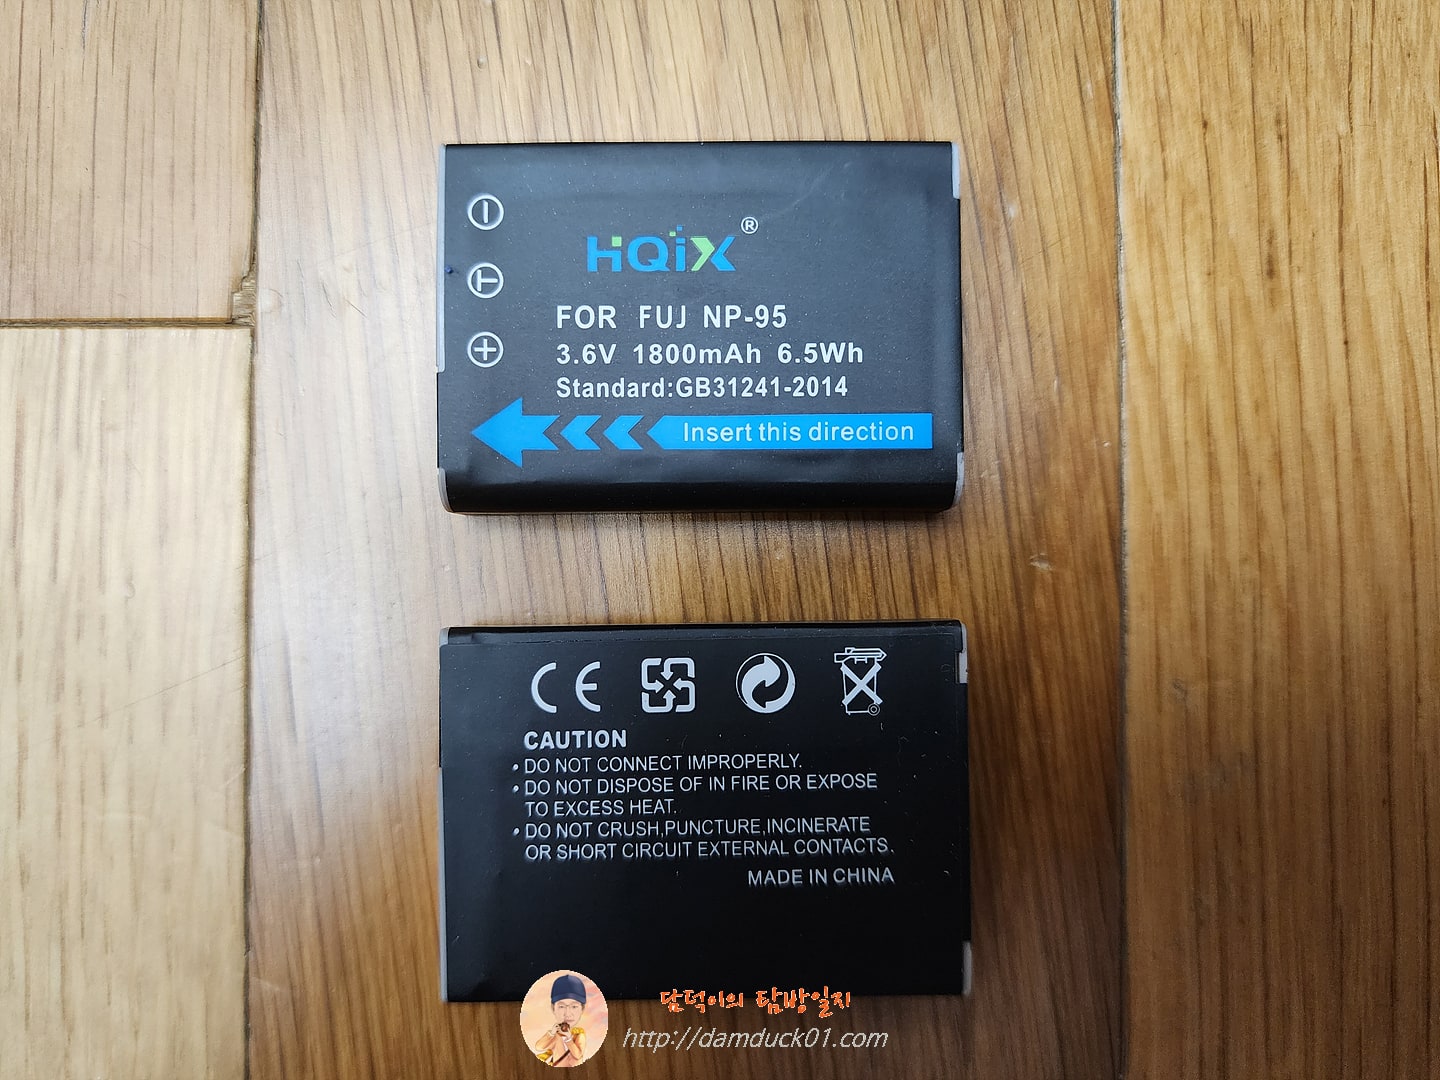 HQiX®
FOR FUJ NP-95
3.6V 1800mAh 6.5Wh
Standard:GB31241-2014
Insert this direction
CE
CAUTION
• DO NOT CONNECT IMPROPERLY.
• DO NOT DISPOSE OF IN FIRE OR EXPOSE
TO EXCESS HEAT.
• DO NOT CRUSH,PUNCTURE,INCINERATE
OR SHORT CIRCUIT EXTERNAL CONTACTS.
MADE IN CHINA
담덕이의 탐방일지
http://damduck01.com